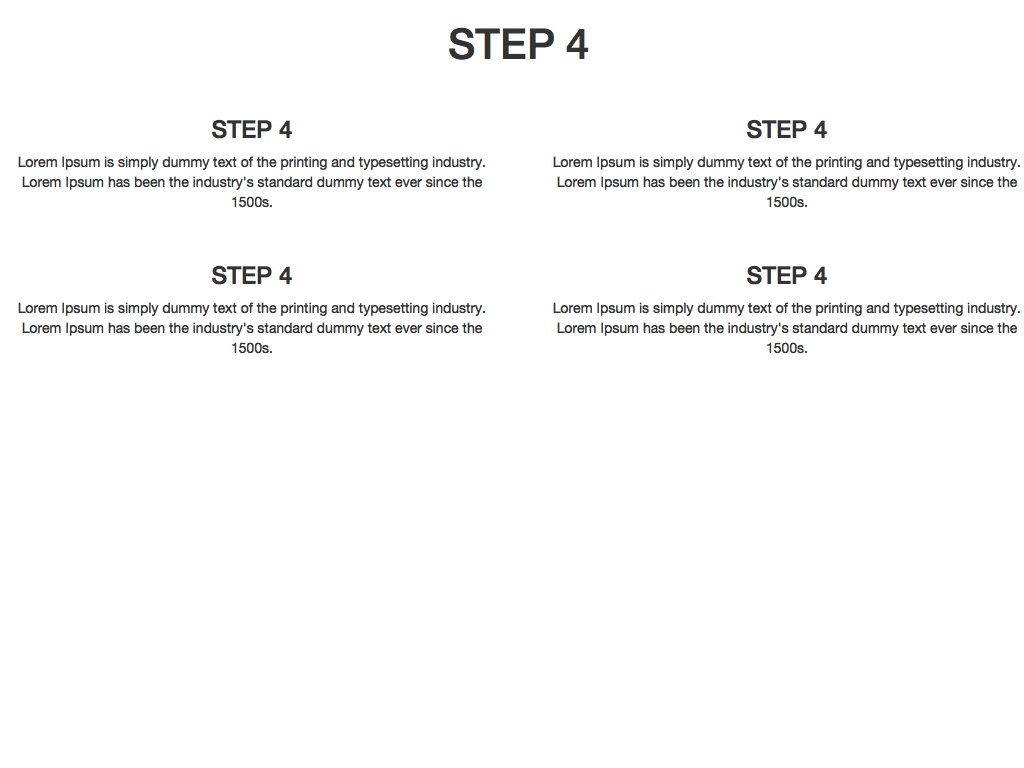 STEP 4
STEP 4
Lorem Ipsum is simply dummy text of the printing and typesetting industry.
Lorem Ipsum has been the industry's standard dummy text ever since the
1500s.
STEP 4
Lorem Ipsum is simply dummy text of the printing and typesetting industry.
Lorem Ipsum has been the industry's standard dummy text ever since the
1500s.
STEP 4
Lorem Ipsum is simply dummy text of the printing and typesetting industry.
Lorem Ipsum has been the industry's standard dummy text ever since the
1500s.
STEP 4
Lorem Ipsum is simply dummy text of the printing and typesetting industry.
Lorem Ipsum has been the industry's standard dummy text ever since the
1500s.